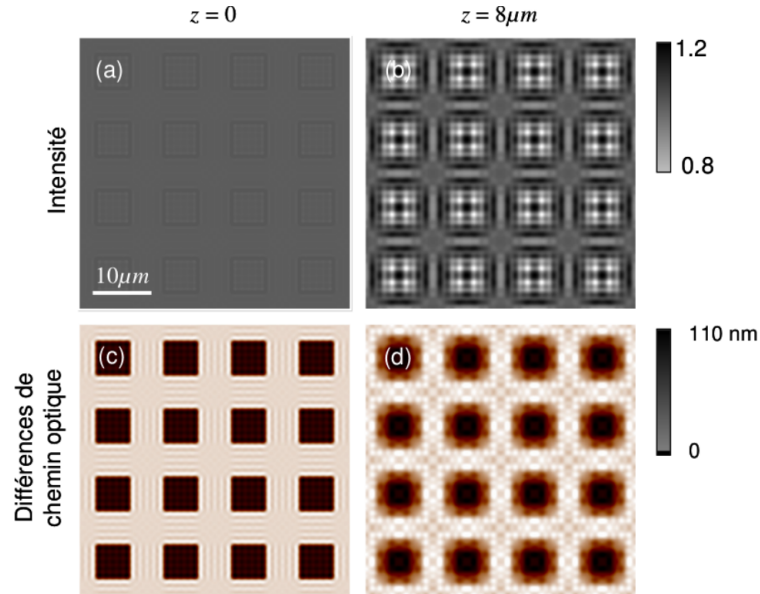 z = 0
z = 8μm
(a)
(b)
1.2
0.8
Intensité
10μm
(c)
(d)
110 nm
0
Différences de
chemin optique